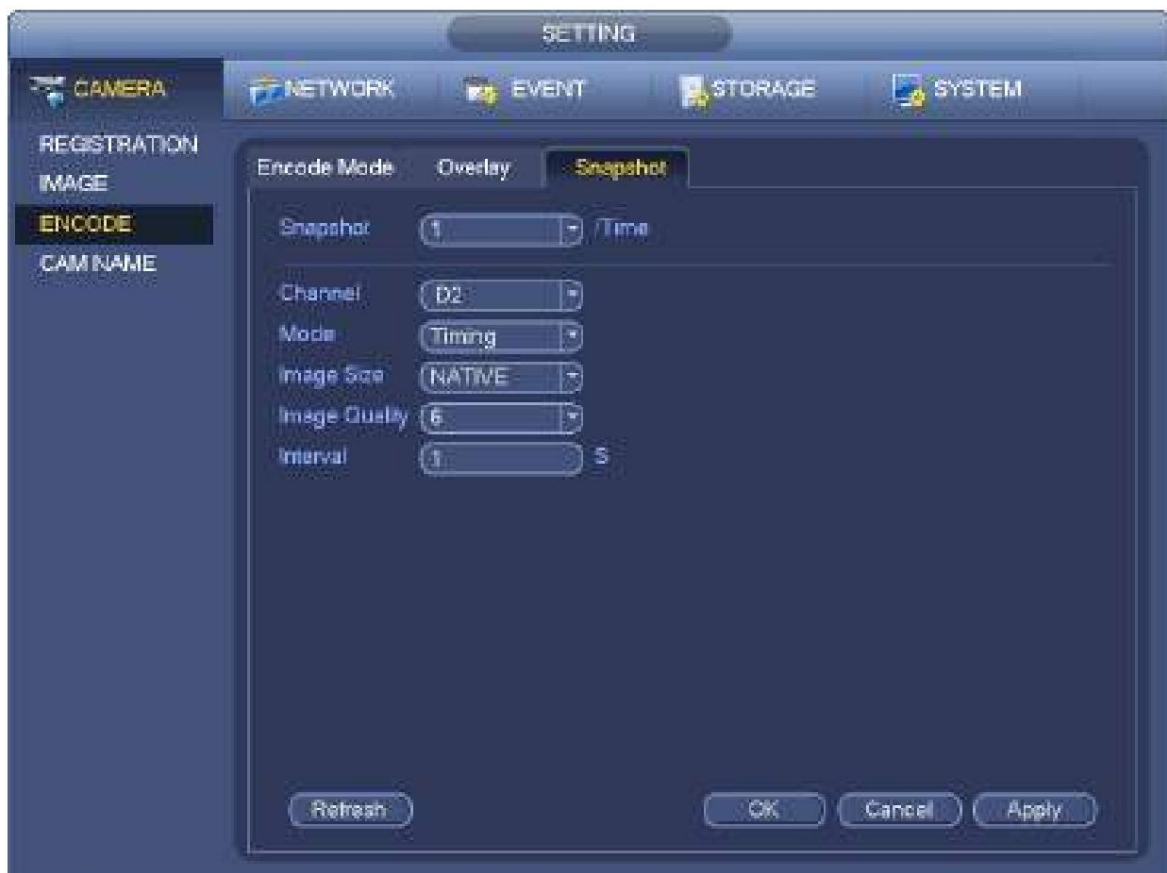 SETTING
CAMERA NETWORK EVENT STORAGE SYSTEM
REGISTRATION
IMAGE
ENCODE
CAM NAME
Encode Mode Overlay Snapshot
Snapshot 1 /Time
Channel D2
Mode Timing
Image Size NATIVE
Image Quality 6
Interval 1 S
Refresh OK Cancel Apply